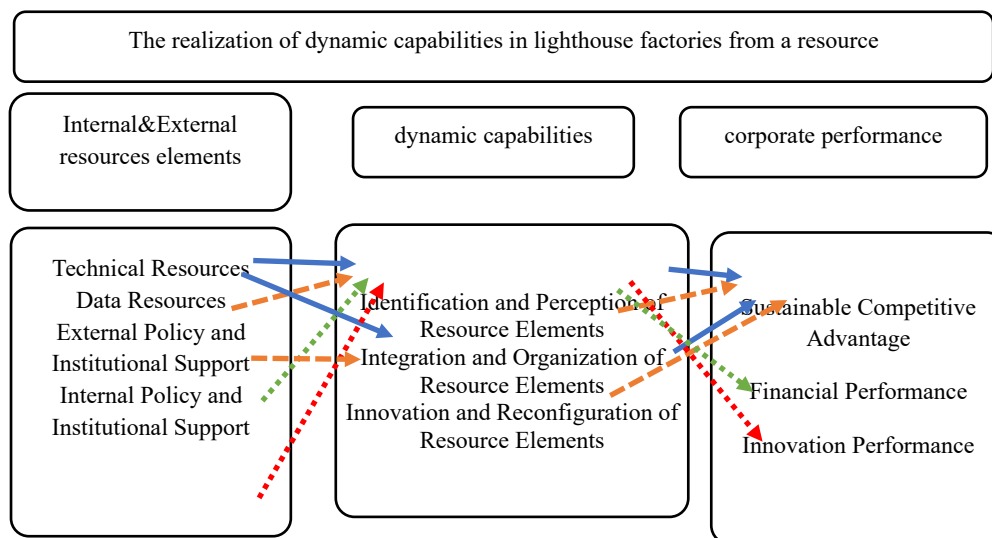 The realization of dynamic capabilities in lighthouse factories from a resource
Internal&External
resources elements
dynamic capabilities
corporate performance
Technical Resources
Data Resources
External Policy and
Institutional Support
Internal Policy and
Institutional Support
Identification and Perception of
Resource Elements
Integration and Organization of
Resource Elements
Innovation and Reconfiguration of
Resource Elements
Sustainable Competitive
Advantage
Financial Performance
Innovation Performance